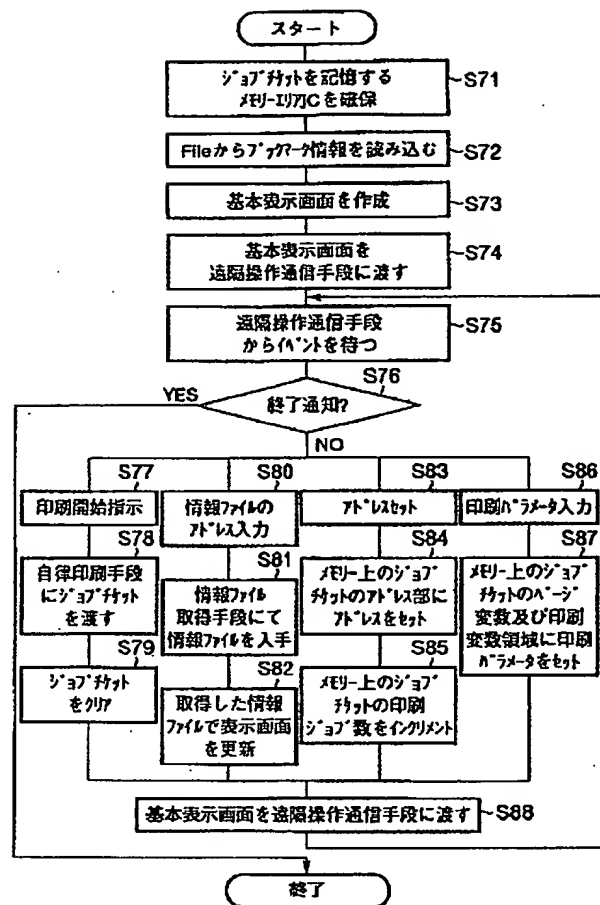 スタート
ジョブチケットを記憶する
メモリーエリアJCを確保
S71
Fileからブックマーク情報を読み込む
S72
基本表示画面を作成
S73
基本表示画面を
遠隔操作通信手段に渡す
S74
遠隔操作通信手段
からイベントを待つ
S75
S76
YES
終了通知?
NO
S77
印刷開始指示
S78
自律印刷手段
にジョブチケット
を渡す
S79
ジョブチケット
をクリア
S80
情報ファイルの
アドレス入力
S81
情報ファイル
取得手段にて
情報ファイルを入手
S82
取得した情報
ファイルで表示画面
を更新
S83
アドレスセット
S84
メモリー上のジョブ
チケットのアドレス部に
アドレスをセット
S85
メモリー上のジョブ
チケットの印刷
ジョブ数をインクリメント
S86
印刷パラメータ入力
S87
メモリー上のジョブ
チケットのページ
変数及び印刷
変数領域に印刷
パラメータをセット
基本表示画面を遠隔操作通信手段に渡す
S88
終了